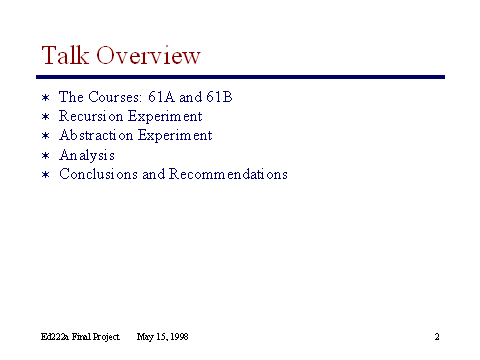 Talk Overview
* The Courses: 61A and 61B
* Recursion Experiment
* Abstraction Experiment
* Analysis
* Conclusions and Recommendations
Ed222a Final Project May 15, 1998 2